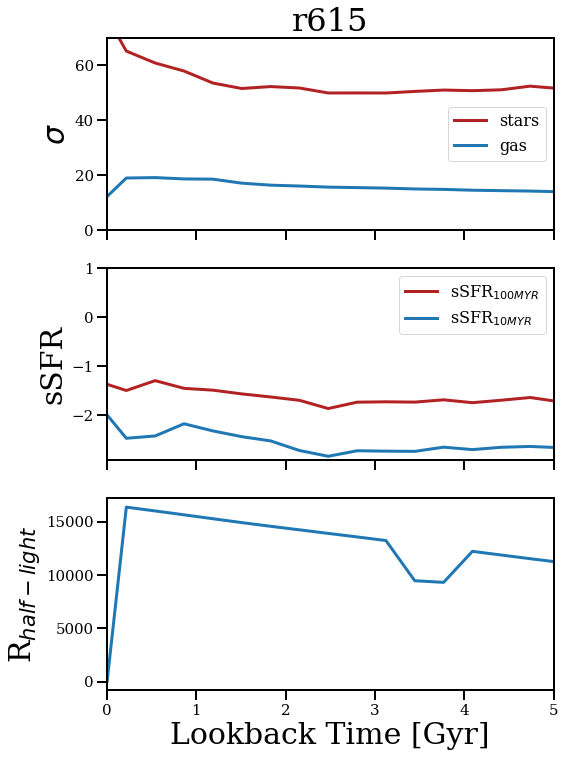 r615
60
40
20
0
σ
stars
gas
1
0
−1
−2
sSFR
sSFR100MYR
sSFR10MYR
15000
10000
5000
0
Rhalf−light
0 1 2 3 4 5
Lookback Time [Gyr]